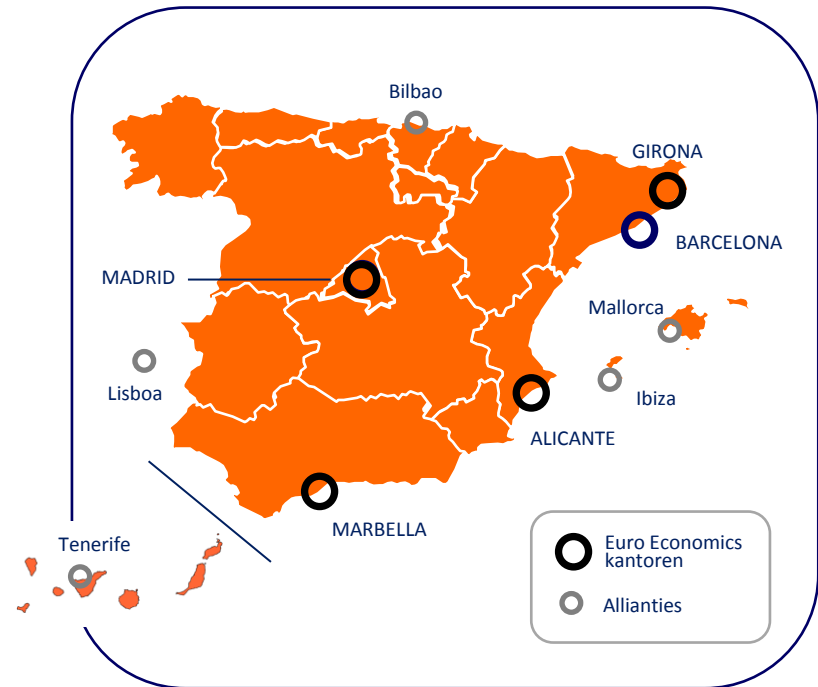 Bilbao
GIRONA
BARCELONA
MADRID
Mallorca
Lisboa
Ibiza
ALICANTE
MARBELLA
Tenerife
Euro Economics
kantoren
Allianties